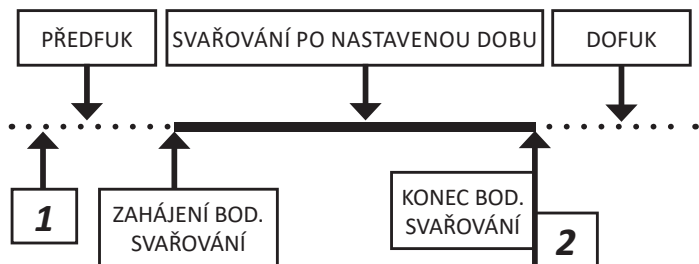 PŘEDFUK
SVAŘOVÁNÍ PO NASTAVENOU DOBU
DOFUK
1
ZAHÁJENÍ BOD.
SVAŘOVÁNÍ
KONEC BOD.
SVAŘOVÁNÍ
2